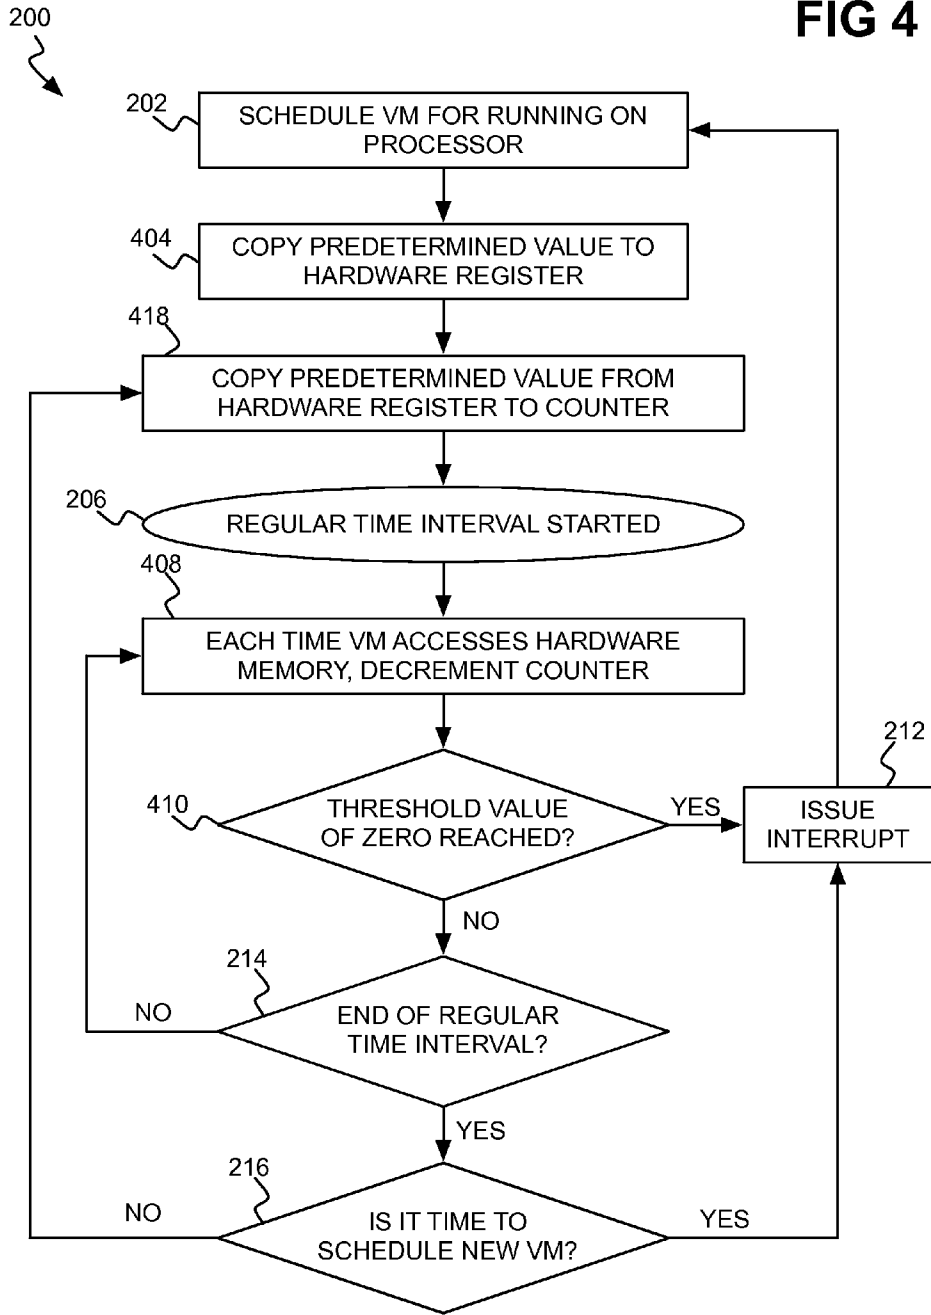 FIG 4
200
202
SCHEDULE VM FOR RUNNING ON
PROCESSOR
404
COPY PREDETERMINED VALUE TO
HARDWARE REGISTER
418
COPY PREDETERMINED VALUE FROM
HARDWARE REGISTER TO COUNTER
206
REGULAR TIME INTERVAL STARTED
408
EACH TIME VM ACCESSES HARDWARE
MEMORY, DECREMENT COUNTER
410
THRESHOLD VALUE
OF ZERO REACHED?
YES
212
ISSUE
INTERRUPT
NO
214
END OF REGULAR
TIME INTERVAL?
NO
YES
216
IS IT TIME TO
SCHEDULE NEW VM?
NO
YES